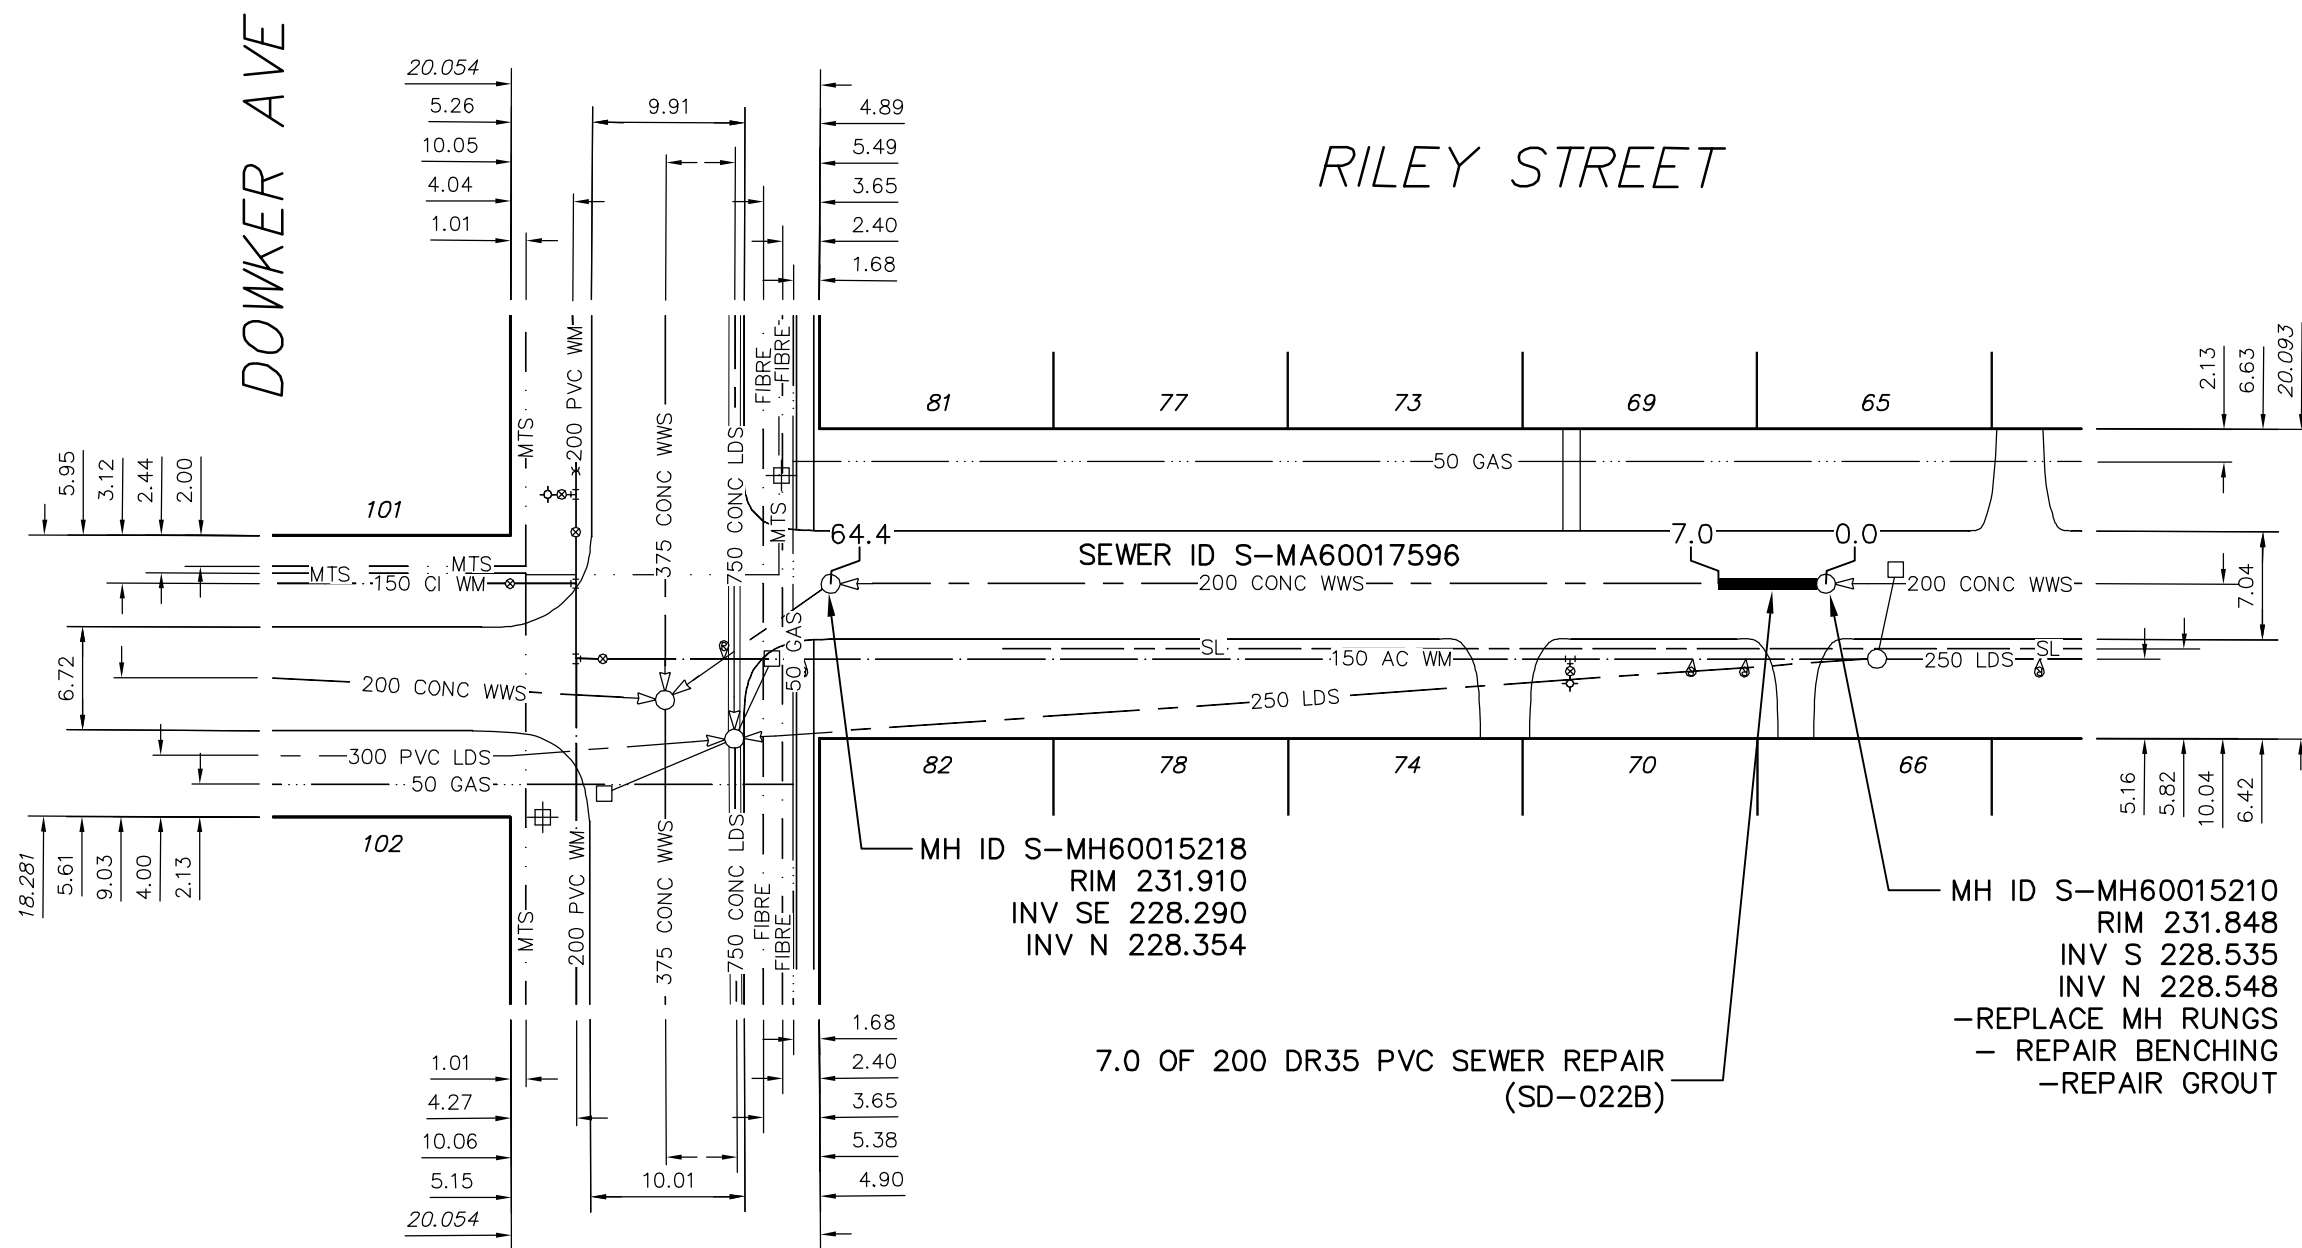 DOWKER AVE
RILEY STREET
20.054
5.26
10.05
4.04
1.01
9.91
4.89
5.49
3.65
2.40
1.68
MTS
200 PVC WM
375 CONC WWS
750 CONC LDS
FIBRE
FIBRE
MTS
50 GAS
81
77
73
69
65
2.13
6.63
20.093
50 GAS
5.95
3.12
2.44
2.00
101
64.4
7.0
0.0
SEWER ID S-MA60017596
MTS
MTS
150 CI WM
200 CONC WWS
200 CONC WWS
7.04
6.72
SL
SL
150 AC WM
250 LDS
200 CONC WWS
250 LDS
300 PVC LDS
50 GAS
82
78
74
70
66
5.16
5.82
10.04
6.42
102
18.281
5.61
9.03
4.00
2.13
MTS
200 PVC WM
375 CONC WWS
750 CONC LDS
FIBRE
FIBRE
MH ID S-MH60015218
RIM 231.910
INV SE 228.290
INV N 228.354
MH ID S-MH60015210
RIM 231.848
INV S 228.535
INV N 228.548
-REPLACE MH RUNGS
- REPAIR BENCHING
-REPAIR GROUT
7.0 OF 200 DR35 PVC SEWER REPAIR
(SD-022B)
1.01
4.27
10.06
5.15
20.054
10.01
1.68
2.40
3.65
5.38
4.90